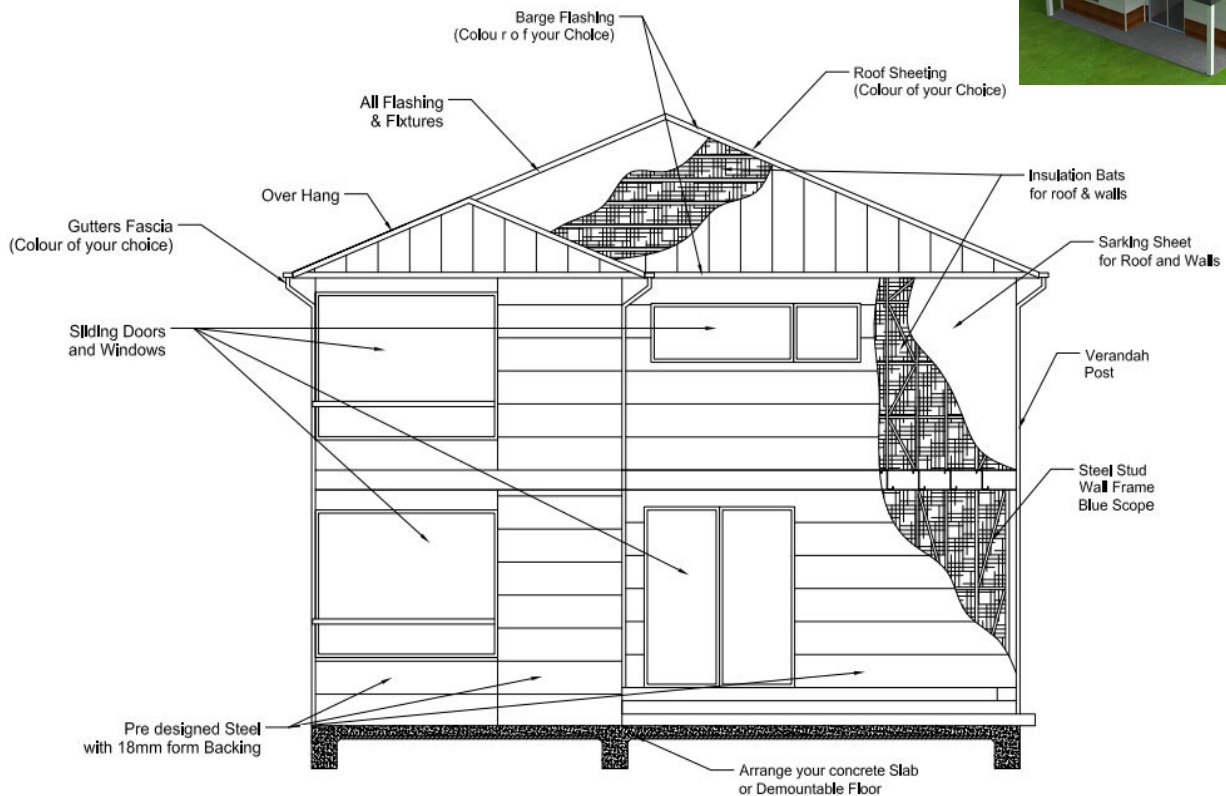 Barge Flashing
(Colou r o f your Choice)
Roof Sheeting
(Colour of your Choice)
All Flashing
& Fixtures
Over Hang
Insulation Bats
for roof & walls
Gutters Fascia
(Colour of your choice)
Sarking Sheet
for Roof and Walls
Sliding Doors
and Windows
Verandah
Post
Steel Stud
Wall Frame
Blue Scope
Pre designed Steel
with 18mm form Backing
Arrange your concrete Slab
or Demountable Floor